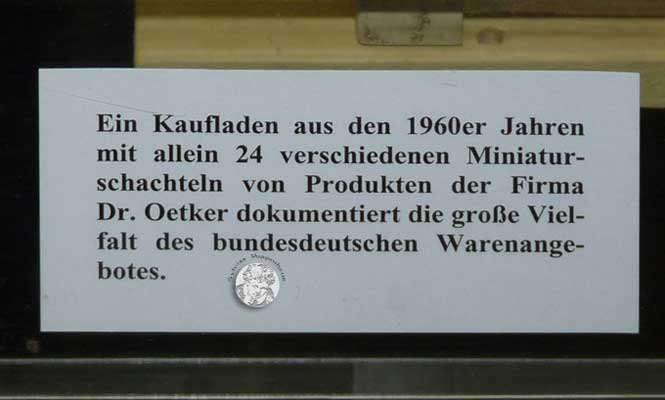 Ein Kaufladen aus den 1960er Jahren
mit allein 24 verschiedenen Miniatur-
schachteln von Produkten der Firma
Dr. Oetker dokumentiert die große Viel-
falt des bundesdeutschen Warenange-
botes.